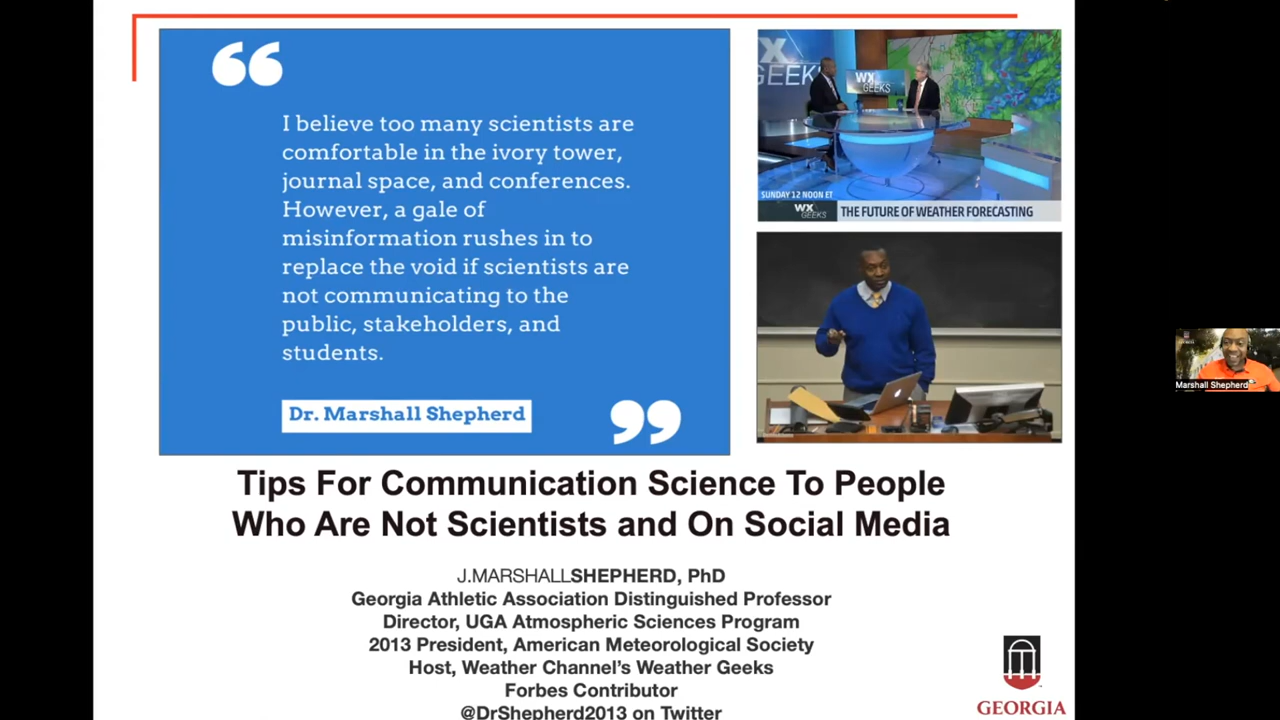 “
I believe too many scientists are
comfortable in the ivory tower,
journal space, and conferences.
However, a gale of
misinformation rushes in to
replace the void if scientists are
not communicating to the
public, stakeholders, and
students.
Dr. Marshall Shepherd
”
WX
GEEKS
WX
GEEKS
SUNDAY 12 NOON ET
WX
GEEKS
THE FUTURE OF WEATHER FORECASTING
Marshall Shepherd
Tips For Communication Science To People
Who Are Not Scientists and On Social Media
J.MARSHALLSHEPHERD, PhD
Georgia Athletic Association Distinguished Professor
Director, UGA Atmospheric Sciences Program
2013 President, American Meteorological Society
Host, Weather Channel’s Weather Geeks
Forbes Contributor
@DrShepherd2013 on Twitter
GEORGIA